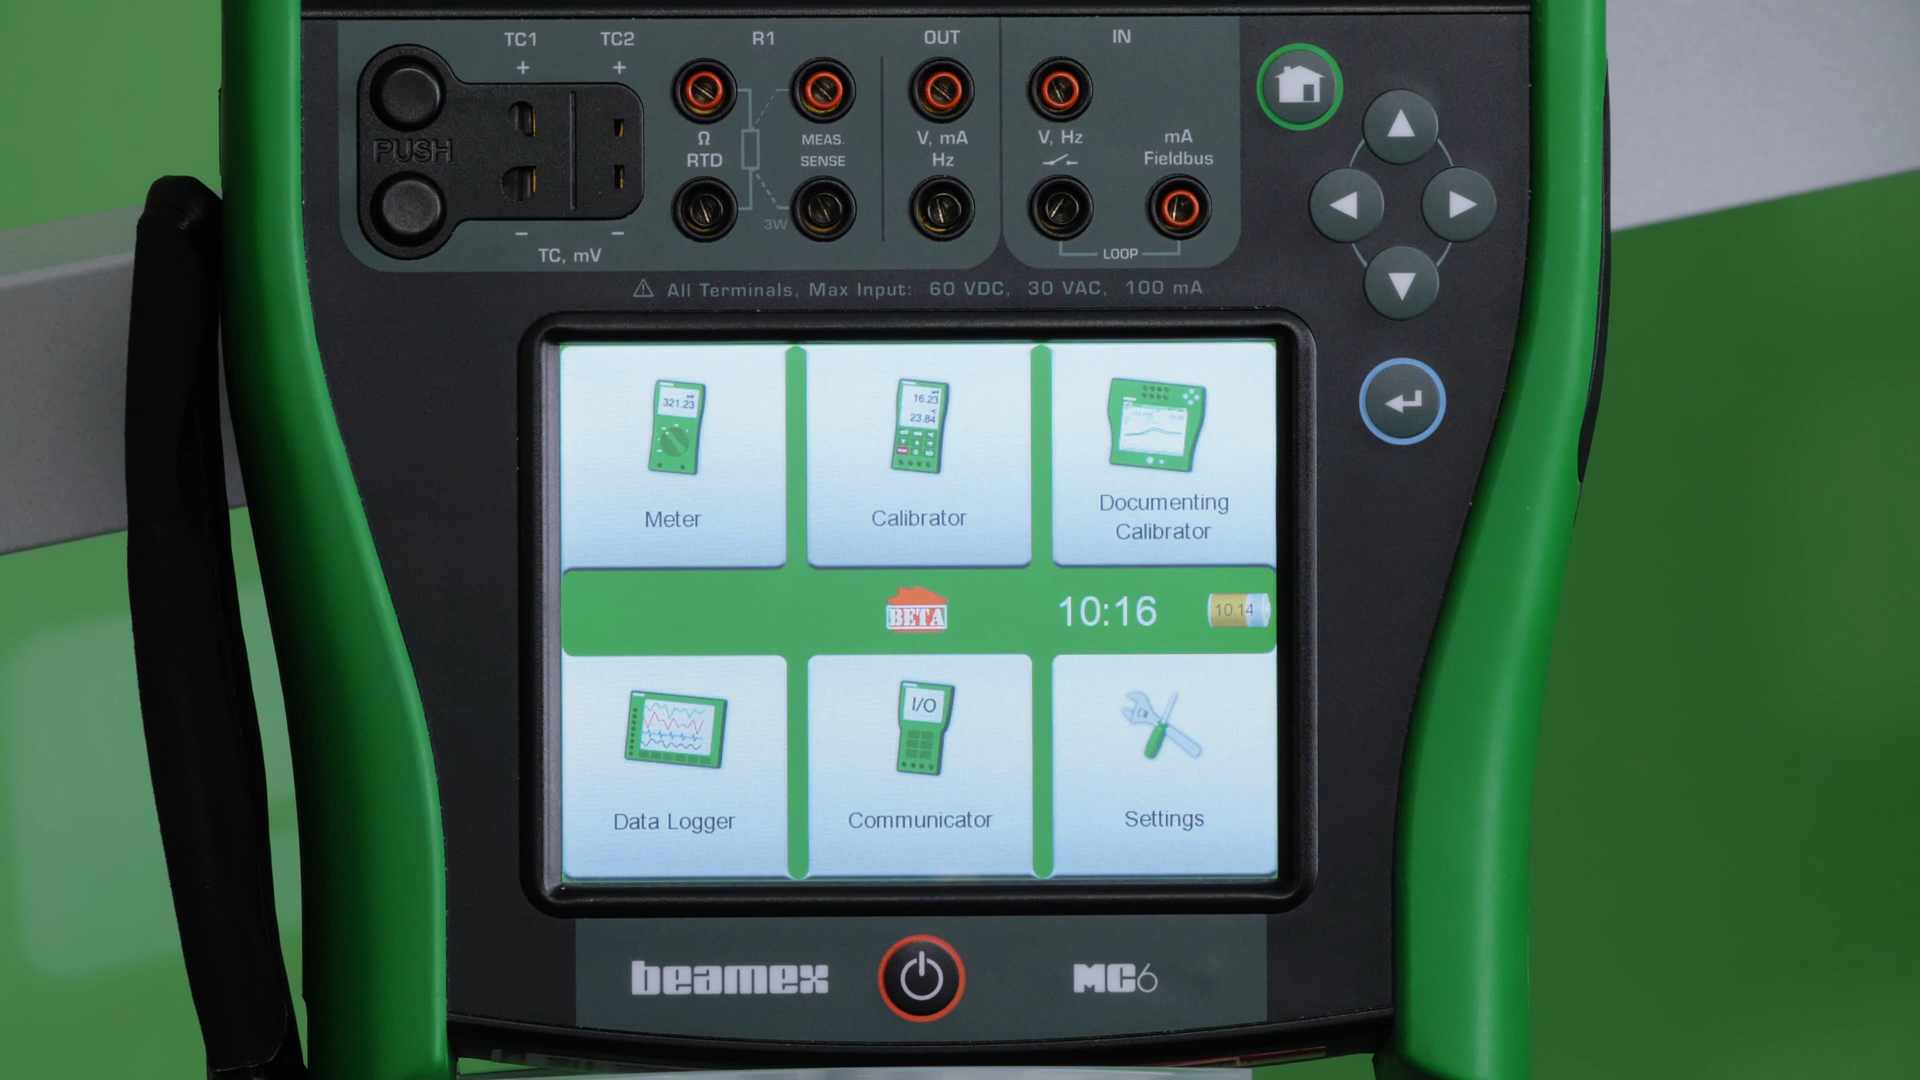 TC1 TC2 R1 OUT IN
+ +
PUSH
Ω MEAS. V, mA V, Hz mA
RTD SENSE Hz Fieldbus
3W
− −
TC, mV LOOP
⚠ All Terminals, Max Input: 60 VDC, 30 VAC, 100 mA
321.23
16.23
23.84
Meter
Calibrator
Documenting
Calibrator
BETA 10:16 10:14
I/O
Data Logger
Communicator
Settings
beamex MC6